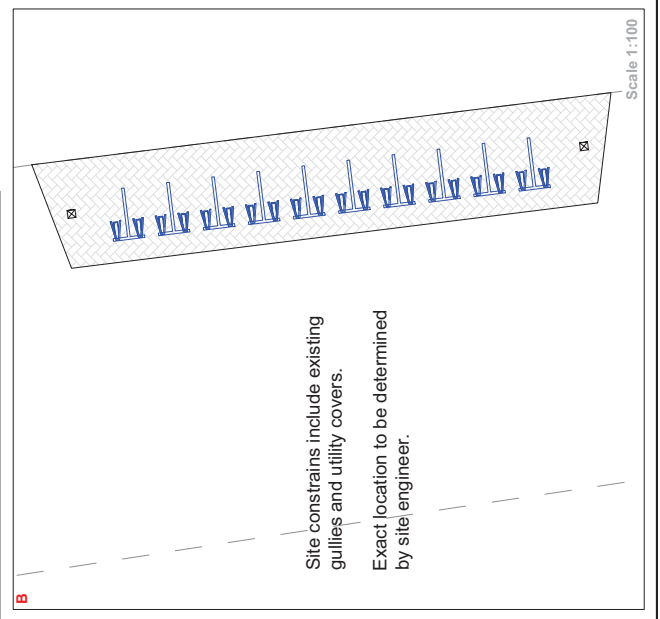 B
Site constrains include existing
gullies and utility covers.
Exact location to be determined
by site engineer.
Scale 1:100